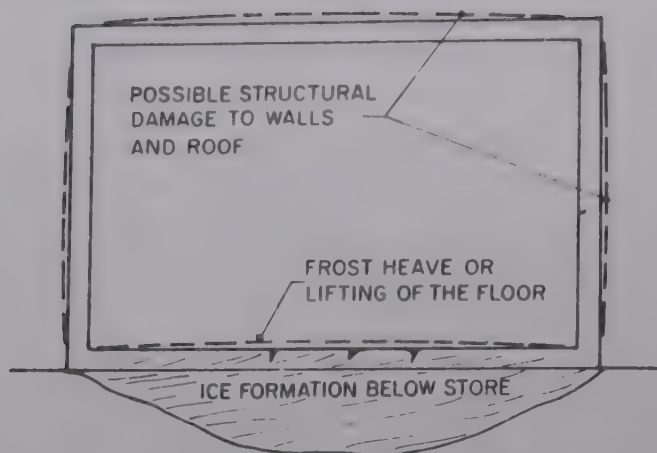 POSSIBLE STRUCTURAL
DAMAGE TO WALLS
AND ROOF
FROST HEAVE OR
LIFTING OF THE FLOOR
ICE FORMATION BELOW STORE